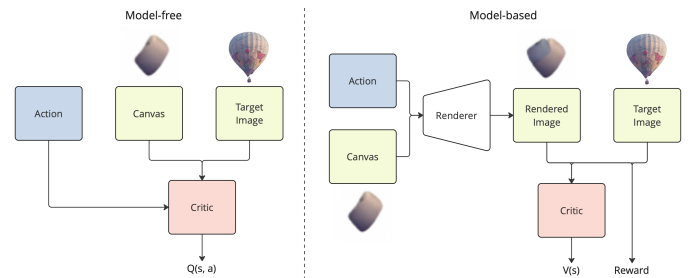 Model-free
Action
Canvas
Target
Image
Critic
Q(s, a)
Model-based
Action
Canvas
Renderer
Rendered
Image
Target
Image
Critic
V(s)
Reward